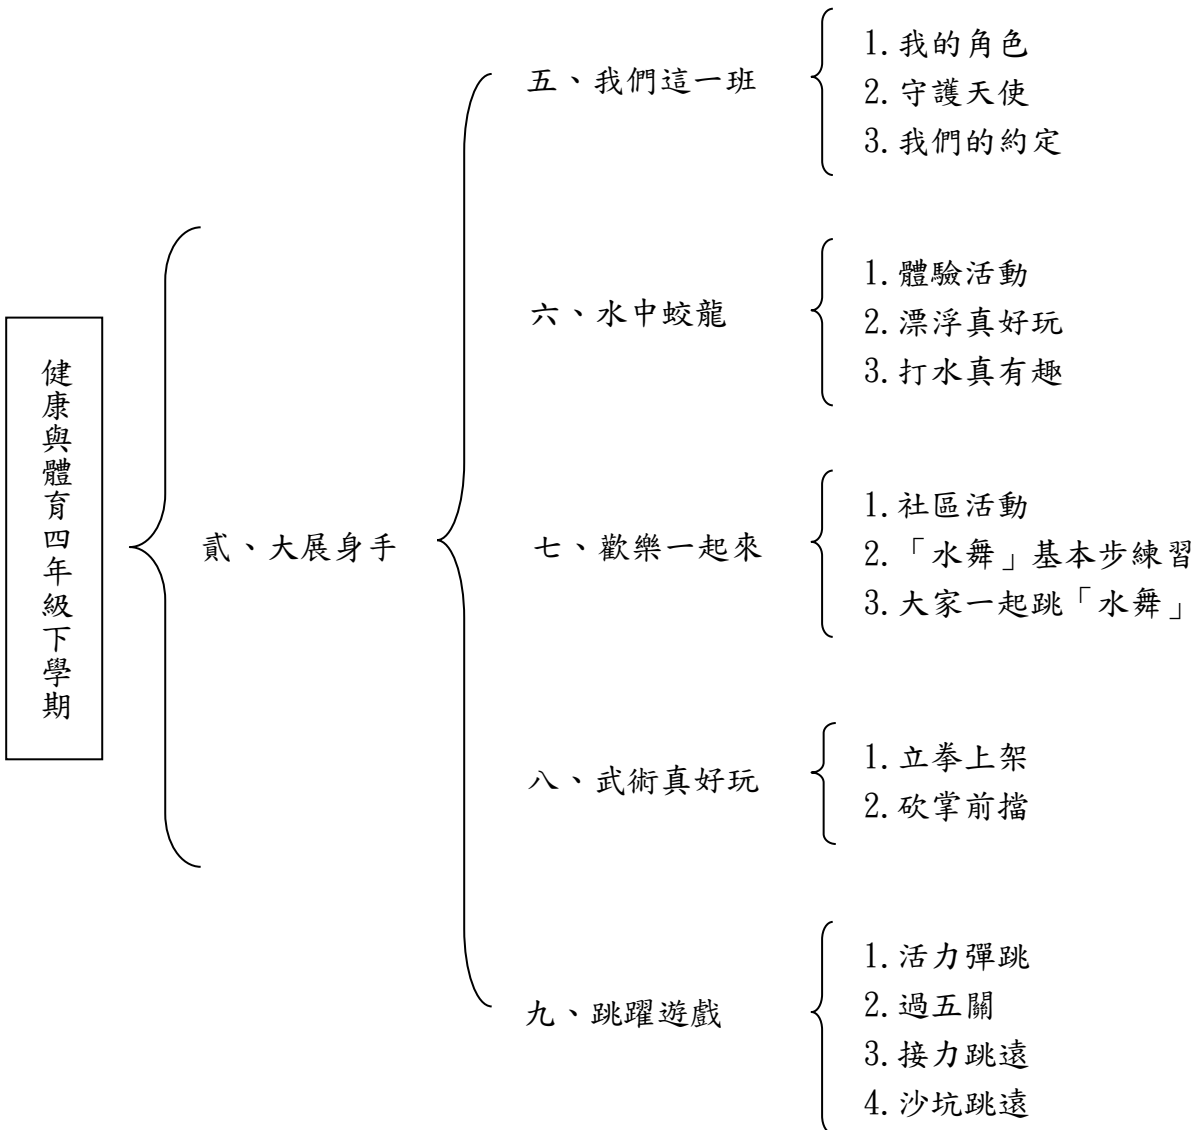 健康與體育四年級下學期
貳、大展身手
五、我們這一班
1.我的角色
2.守護天使
3.我們的約定
六、水中蛟龍
1.體驗活動
2.漂浮真好玩
3.打水真有趣
七、歡樂一起來
1.社區活動
2.「水舞」基本步練習
3.大家一起跳「水舞」
八、武術真好玩
1.立拳上架
2.砍掌前擋
九、跳躍遊戲
1.活力彈跳
2.過五關
3.接力跳遠
4.沙坑跳遠